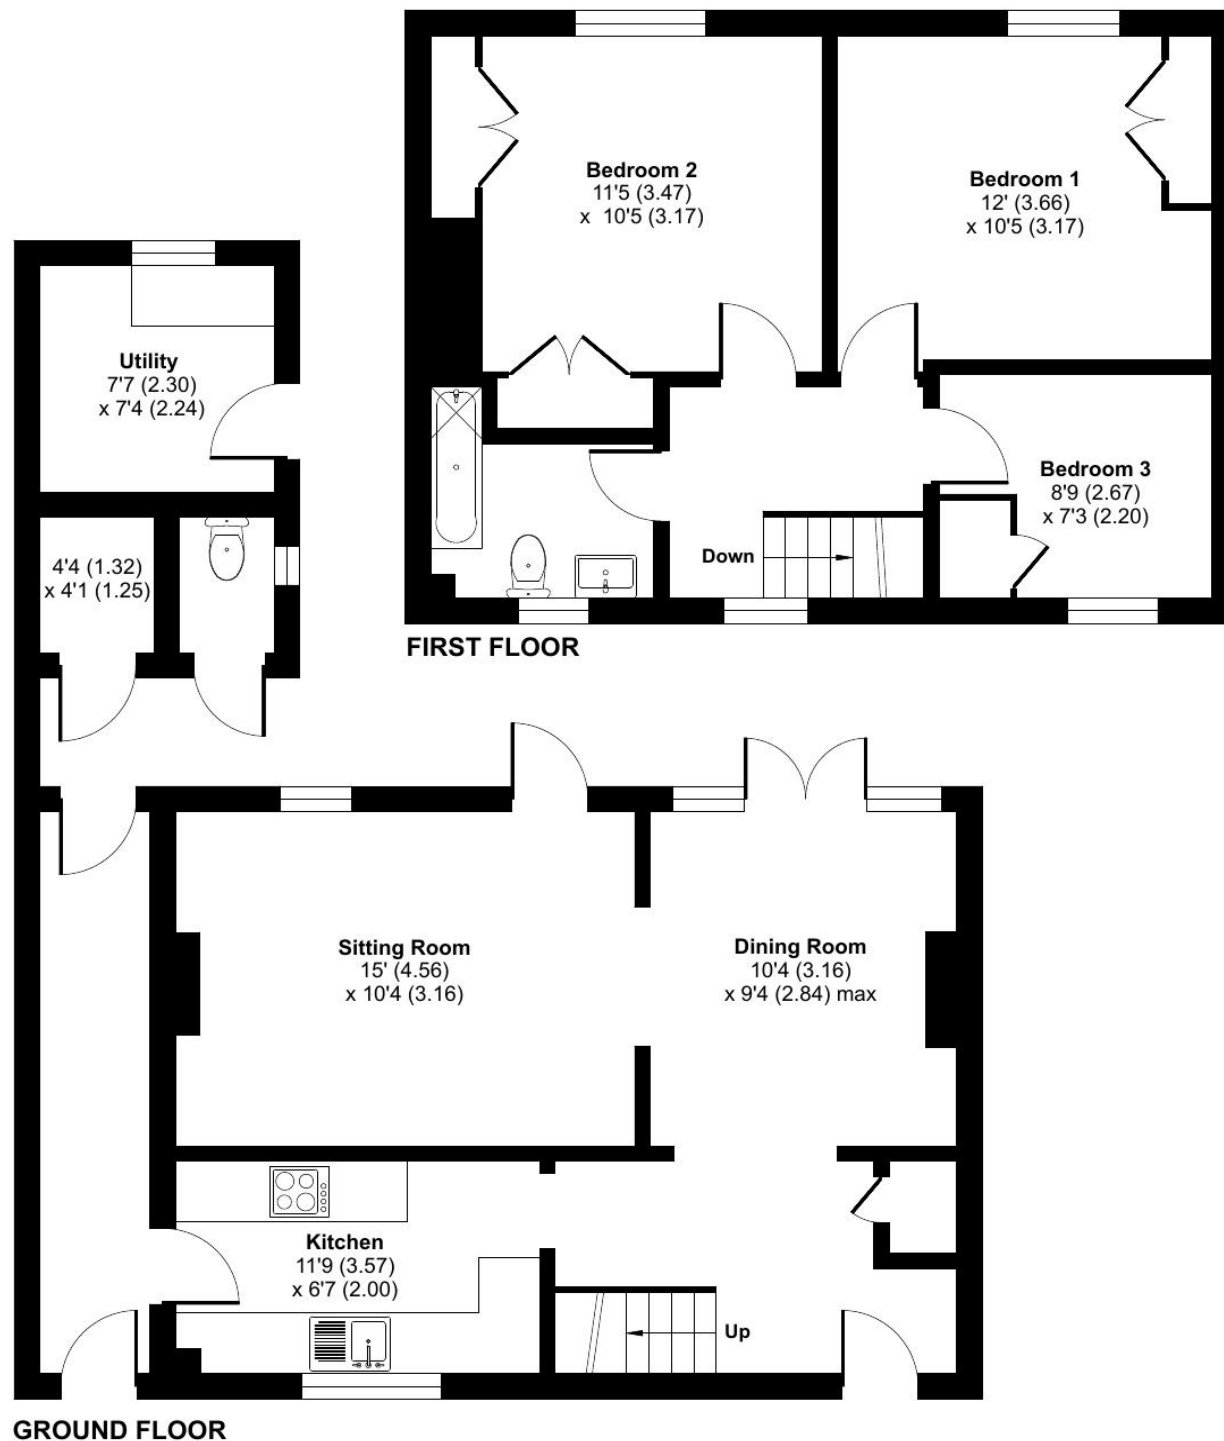 Bedroom 2
11'5 (3.47)
x 10'5 (3.17)
Bedroom 1
12' (3.66)
x 10'5 (3.17)
Bedroom 3
8'9 (2.67)
x 7'3 (2.20)
Down
FIRST FLOOR
Utility
7'7 (2.30)
x 7'4 (2.24)
4'4 (1.32)
x 4'1 (1.25)
Sitting Room
15' (4.56)
x 10'4 (3.16)
Dining Room
10'4 (3.16)
x 9'4 (2.84) max
Kitchen
11'9 (3.57)
x 6'7 (2.00)
Up
GROUND FLOOR